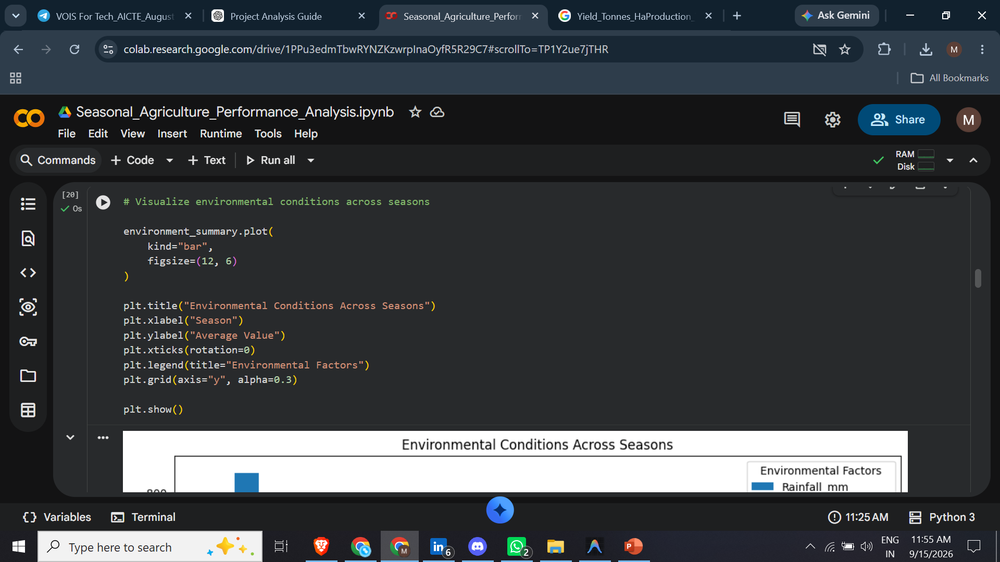 VOIS For Tech_AICTE_August
Project Analysis Guide
Seasonal_Agriculture_Perfor
Yield_Tonnes_HaProduction_
Ask Gemini
colab.research.google.com/drive/1PPu3edmTbwRYNZKzwrpInaOyfR5R29C7#scrollTo=TP1Y2ue7jTHR
M
All Bookmarks
Seasonal_Agriculture_Performance_Analysis.ipynb
File Edit View Insert Runtime Tools Help
Share
M
Commands + Code + Text Run all
RAM
Disk
[20]
0s
# Visualize environmental conditions across seasons
environment_summary.plot(
    kind="bar",
    figsize=(12, 6)
)
plt.title("Environmental Conditions Across Seasons")
plt.xlabel("Season")
plt.ylabel("Average Value")
plt.xticks(rotation=0)
plt.legend(title="Environmental Factors")
plt.grid(axis="y", alpha=0.3)
plt.show()
Environmental Conditions Across Seasons
Environmental Factors
800
Rainfall_mm
Variables
Terminal
11:25 AM
Python 3
Type here to search
M
in
6
2
P
ENG
IN
11:55 AM
9/15/2026